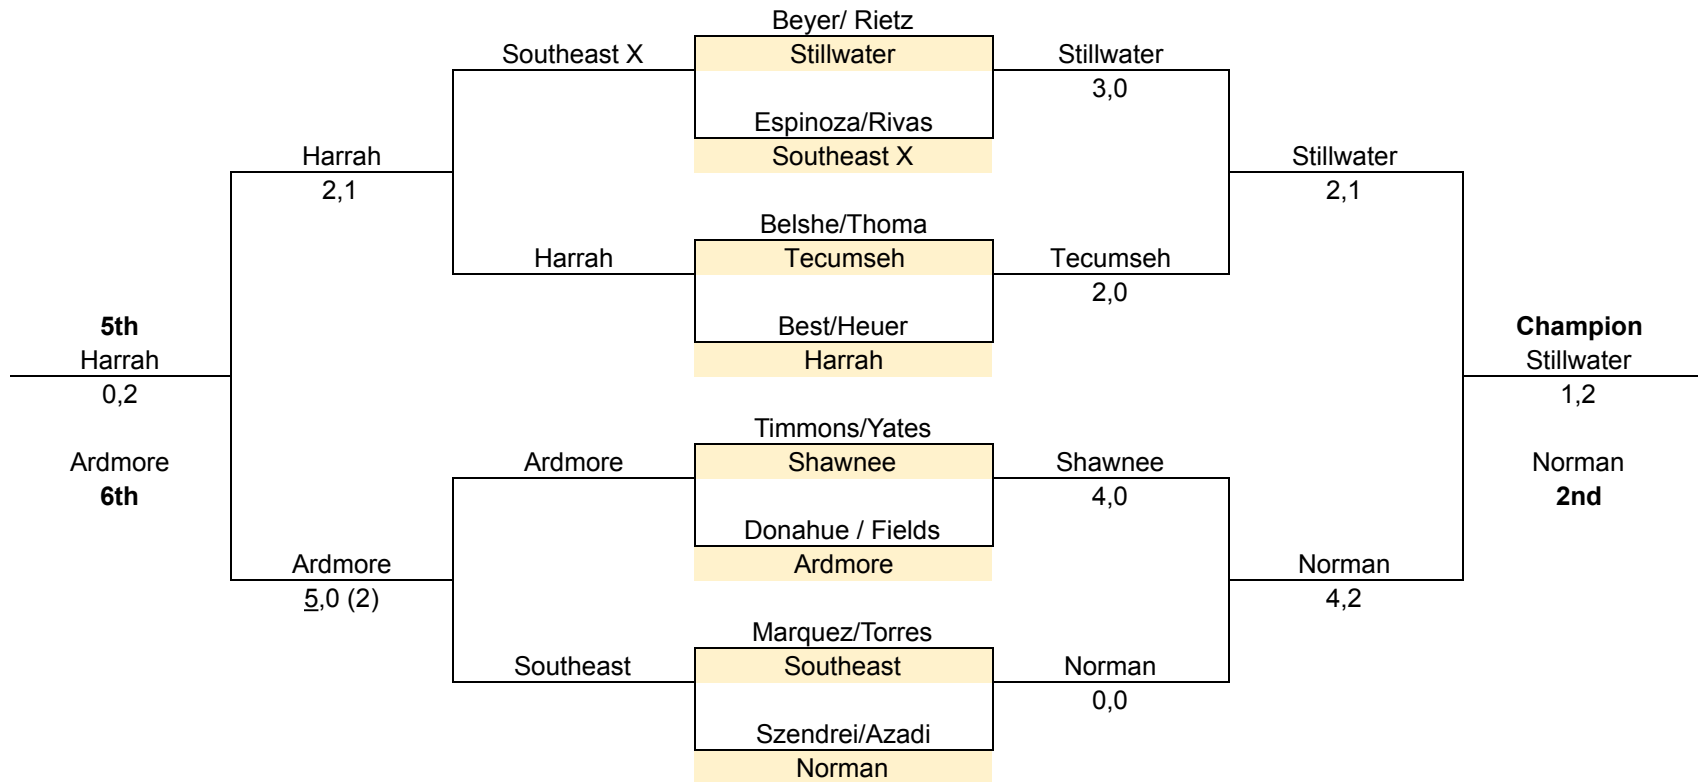 Beyer/ Rietz
Southeast X Stillwater Stillwater
3,0
Espinoza/Rivas
Harrah Southeast X Stillwater
2,1 2,1
Belshe/Thoma
Harrah Tecumseh Tecumseh
2,0
5th Best/Heuer Champion
Harrah Harrah Stillwater
0,2 1,2
Timmons/Yates
Ardmore Ardmore Shawnee Shawnee Norman
6th 4,0 2nd
Donahue / Fields
Ardmore Ardmore Norman
5,0 (2) 4,2
Marquez/Torres
Southeast Southeast Norman
0,0
Szendrei/Azadi
Norman